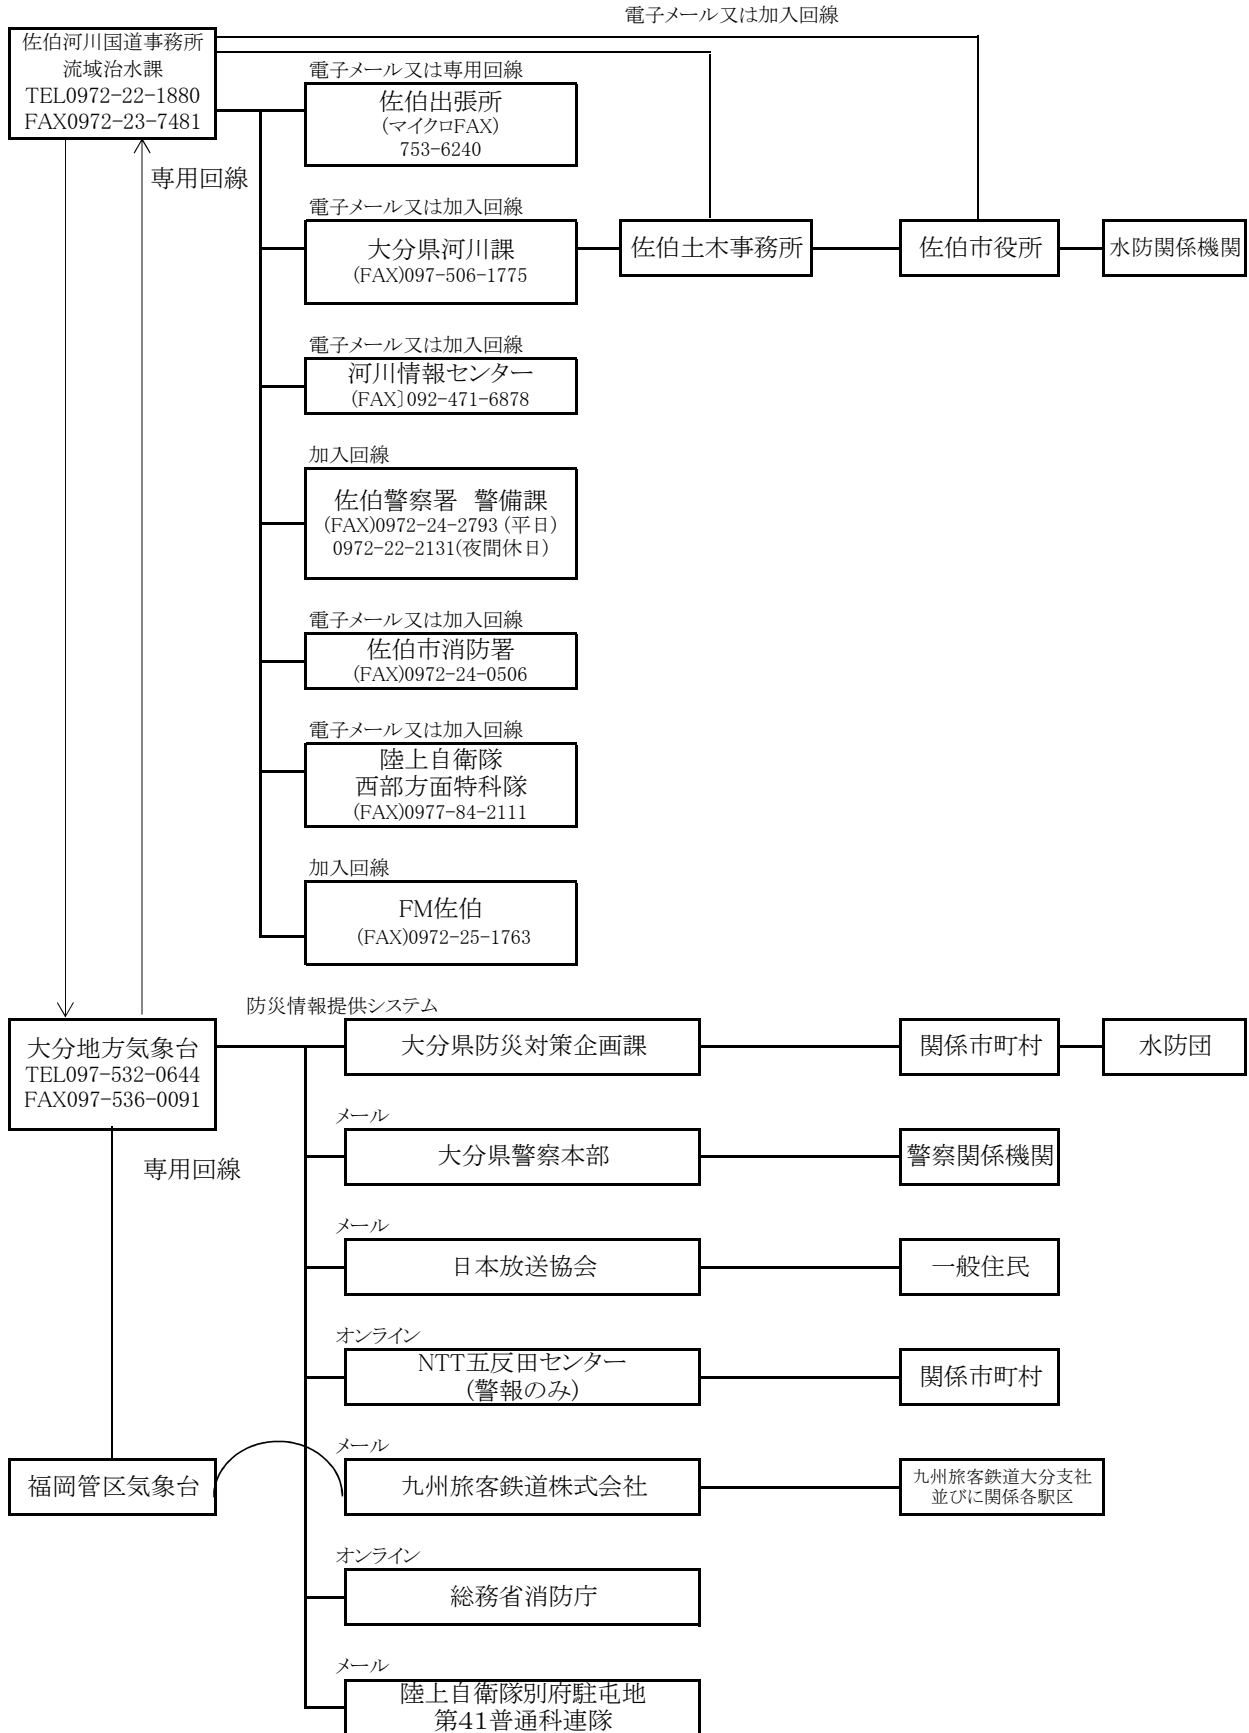 電子メール又は加入回線
佐伯河川国道事務所
流域治水課
TEL0972-22-1880
FAX0972-23-7481
電子メール又は専用回線
佐伯出張所
(マイクロFAX)
753-6240
専用回線
電子メール又は加入回線
大分県河川課
(FAX)097-506-1775
佐伯土木事務所
佐伯市役所
水防関係機関
電子メール又は加入回線
河川情報センター
(FAX〕092-471-6878
加入回線
佐伯警察署 警備課
(FAX)0972-24-2793 (平日)
0972-22-2131(夜間休日)
電子メール又は加入回線
佐伯市消防署
(FAX)0972-24-0506
電子メール又は加入回線
陸上自衛隊
西部方面特科隊
(FAX)0977-84-2111
加入回線
FM佐伯
(FAX)0972-25-1763
防災情報提供システム
大分地方気象台
TEL097-532-0644
FAX097-536-0091
大分県防災対策企画課
関係市町村
水防団
専用回線
メール
大分県警察本部
警察関係機関
メール
日本放送協会
一般住民
オンライン
NTT五反田センター
(警報のみ)
関係市町村
メール
福岡管区気象台
九州旅客鉄道株式会社
九州旅客鉄道大分支社
並びに関係各駅区
オンライン
総務省消防庁
メール
陸上自衛隊別府駐屯地
第41普通科連隊